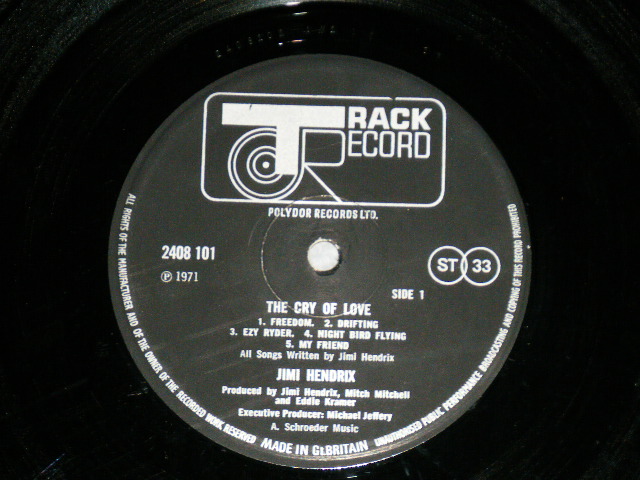 TRACK
RECORD
POLYDOR RECORDS LTD.
2408 101
℗ 1971
ST 33
SIDE 1
THE CRY OF LOVE
1. FREEDOM. 2. DRIFTING
3. EZY RYDER. 4. NIGHT BIRD FLYING
5. MY FRIEND
All Songs Written by Jimi Hendrix
JIMI HENDRIX
Produced by Jimi Hendrix, Mitch Mitchell
and Eddie Kramer
Executive Producer: Michael Jeffery
A. Schroeder Music
ALL RIGHTS OF THE MANUFACTURER AND OF THE OWNER OF THE RECORDED WORK RESERVED
MADE IN Gt.BRITAIN
UNAUTHORISED PUBLIC PERFORMANCE BROADCASTING AND COPYING OF THIS RECORD PROHIBITED